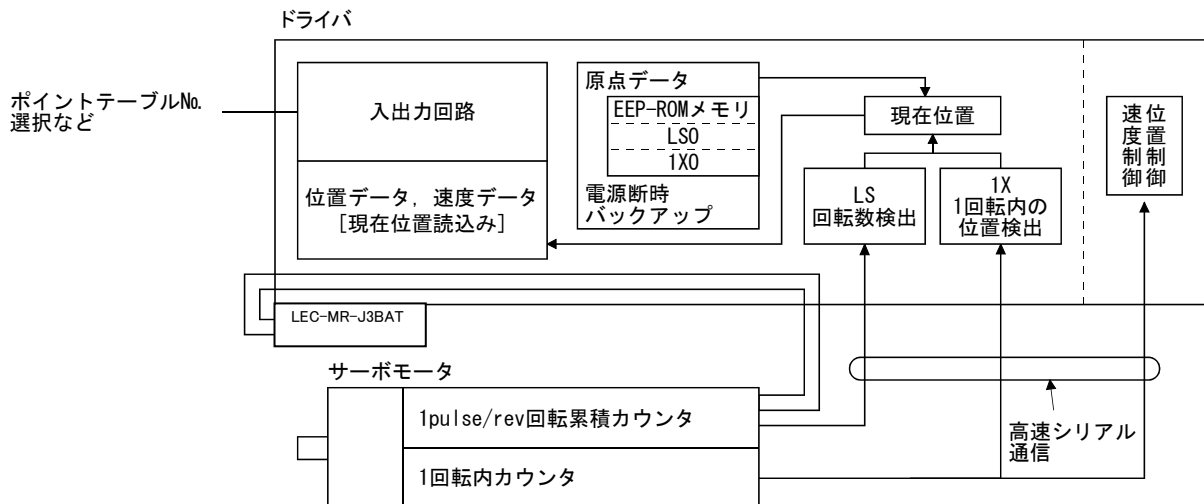 ドライバ
ポイントテーブル№
選択など
入出力回路
位置データ, 速度データ
[現在位置読込み]
原点データ
EEP-ROMメモリ
LS0
1X0
電源断時
バックアップ
現在位置
LS
回転数検出
1X
1回転内の
位置検出
位置制御
速度制御
LEC-MR-J3BAT
サーボモータ
1pulse/rev回転累積カウンタ
1回転内カウンタ
高速シリアル
通信